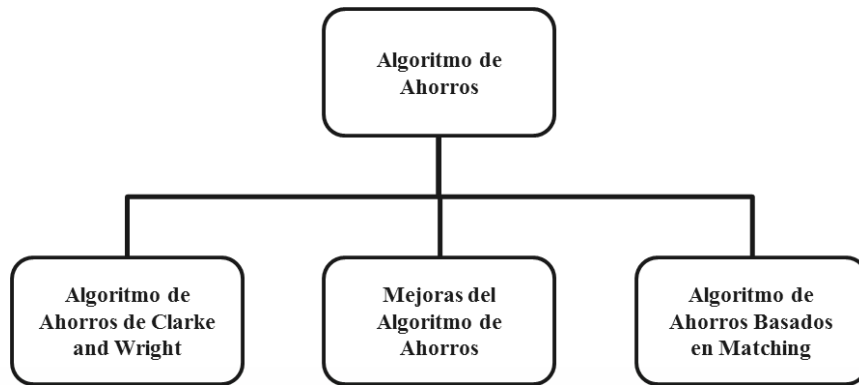 Algoritmo de
Ahorros
Algoritmo de
Ahorros de Clarke
and Wright
Mejoras del
Algoritmo de
Ahorros
Algoritmo de
Ahorros Basados
en Matching